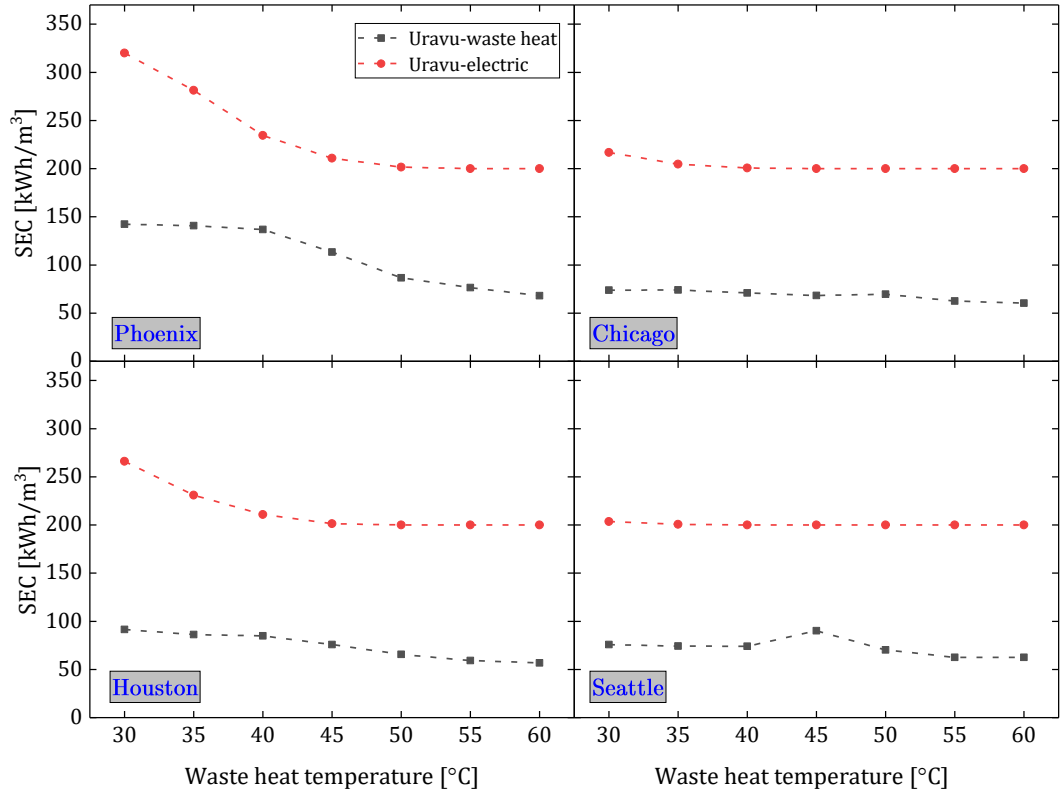 350
300
250
200
150
100
50
0
SEC [kWh/m³]
Uravu-waste heat
Uravu-electric
Phoenix
Chicago
350
300
250
200
150
100
50
0
SEC [kWh/m³]
Houston
Seattle
30 35 40 45 50 55 60
30 35 40 45 50 55 60
Waste heat temperature [°C]
Waste heat temperature [°C]